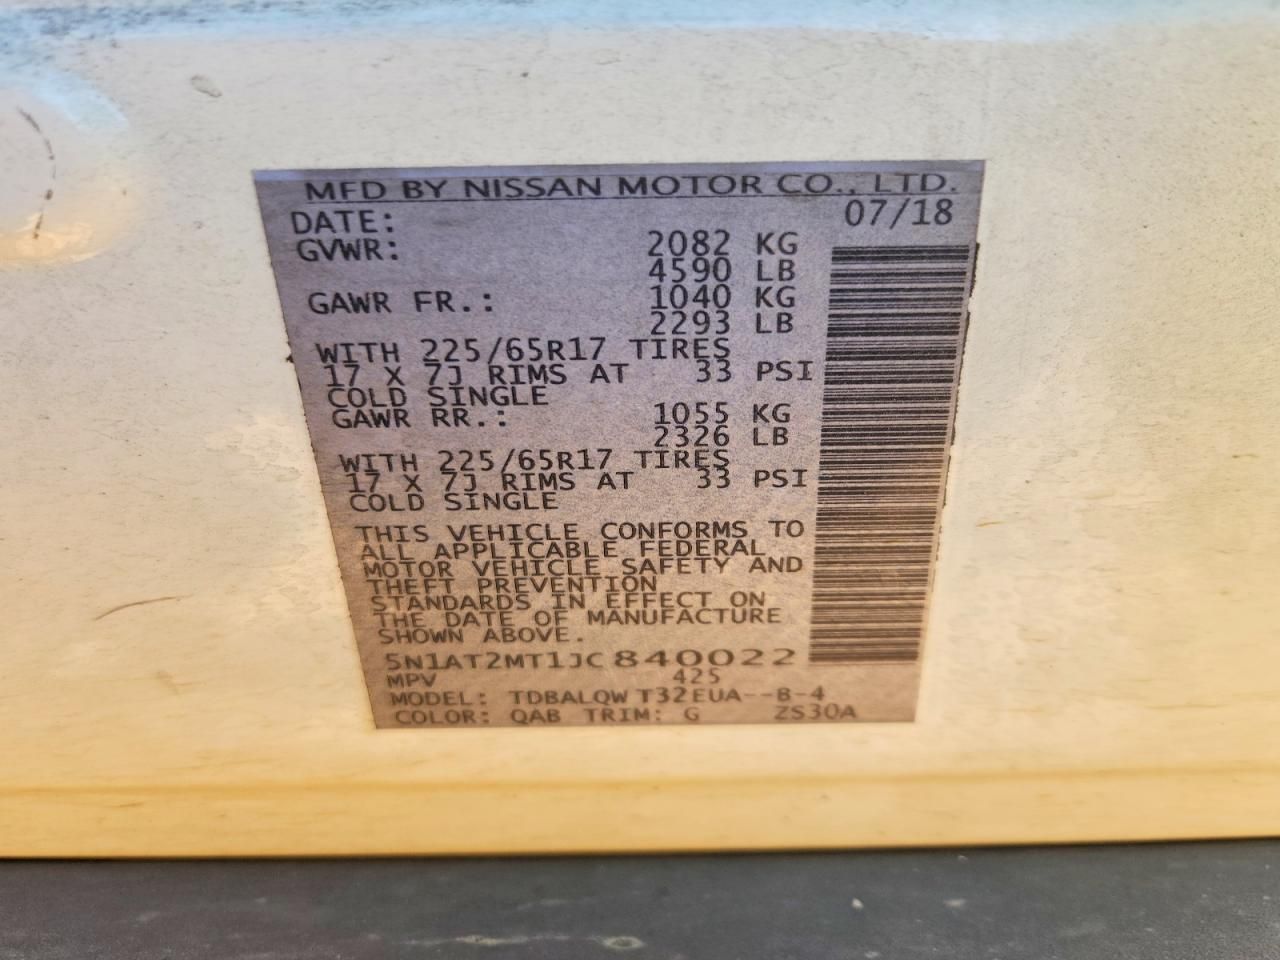 MFD BY NISSAN MOTOR CO., LTD.
DATE: 07/18
GVWR: 2082 KG
4590 LB
GAWR FR.: 1040 KG
2293 LB
WITH 225/65R17 TIRES
17 X 7J RIMS AT 33 PSI
COLD SINGLE
GAWR RR.: 1055 KG
2326 LB
WITH 225/65R17 TIRES
17 X 7J RIMS AT 33 PSI
COLD SINGLE
THIS VEHICLE CONFORMS TO
ALL APPLICABLE FEDERAL
MOTOR VEHICLE SAFETY AND
THEFT PREVENTION
STANDARDS IN EFFECT ON
THE DATE OF MANUFACTURE
SHOWN ABOVE.
5N1AT2MT1JC840022
MPV 425
MODEL: TDBALQW T32EUA--B-4
COLOR: QAB TRIM: G ZS30A